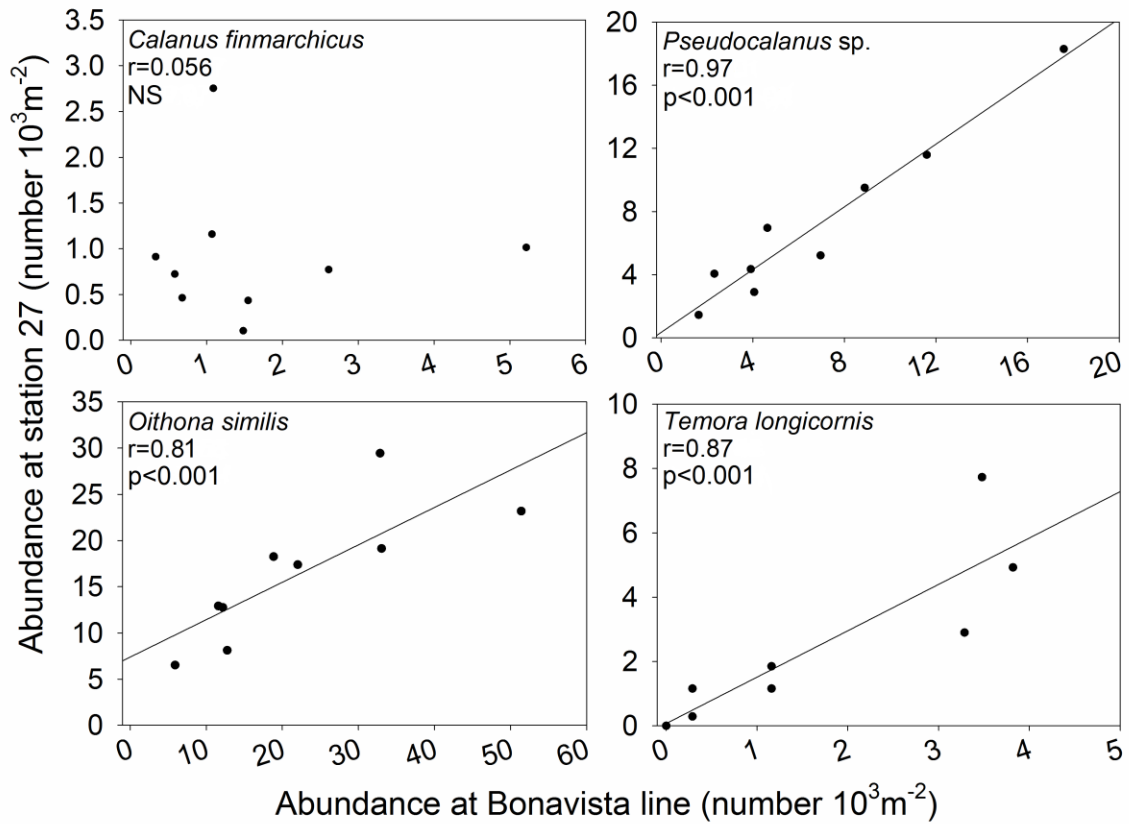 Abundance at station 27 (number 10³m⁻²)
Calanus finmarchicus
r=0.056
NS
3.5
3.0
2.5
2.0
1.5
1.0
0.5
0.0
0 1 2 3 4 5 6
Pseudocalanus sp.
r=0.97
p<0.001
20
16
12
8
4
0
0 4 8 12 16 20
Oithona similis
r=0.81
p<0.001
35
30
25
20
15
10
5
0
0 10 20 30 40 50 60
Temora longicornis
r=0.87
p<0.001
10
8
6
4
2
0
0 1 2 3 4 5
Abundance at Bonavista line (number 10³m⁻²)